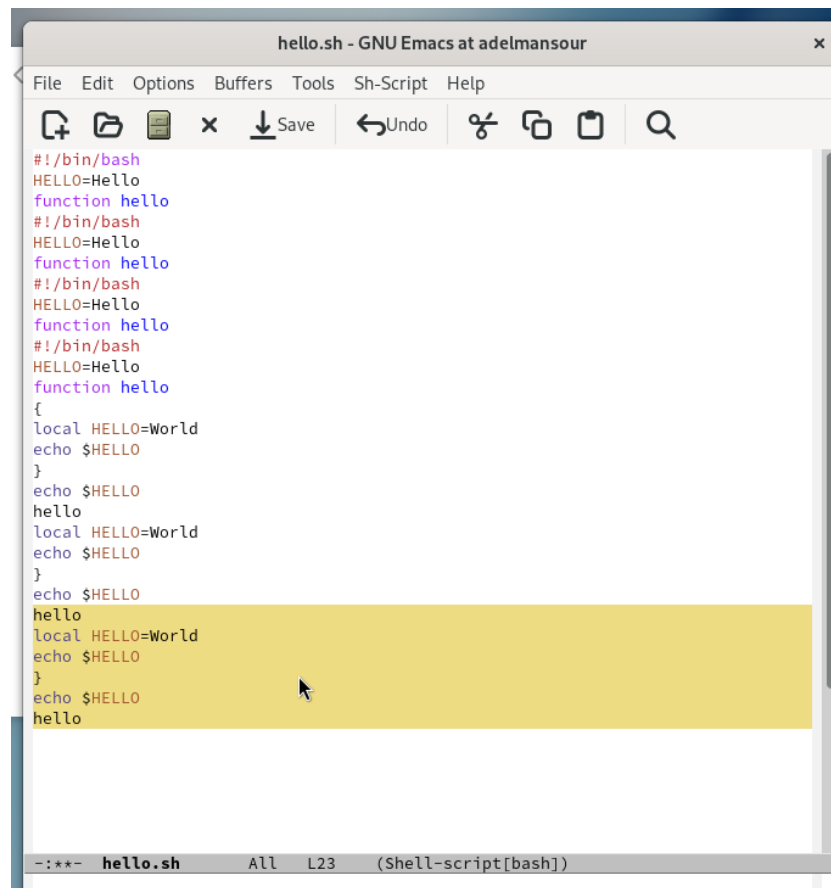 hello.sh - GNU Emacs at adelmansour ×
File Edit Options Buffers Tools Sh-Script Help
Save Undo
#!/bin/bash
HELLO=Hello
function hello
#!/bin/bash
HELLO=Hello
function hello
#!/bin/bash
HELLO=Hello
function hello
#!/bin/bash
HELLO=Hello
function hello
{
local HELLO=World
echo $HELLO
}
echo $HELLO
hello
local HELLO=World
echo $HELLO
}
echo $HELLO
hello
local HELLO=World
echo $HELLO
}
echo $HELLO
hello
-:**- hello.sh All L23 (Shell-script[bash])